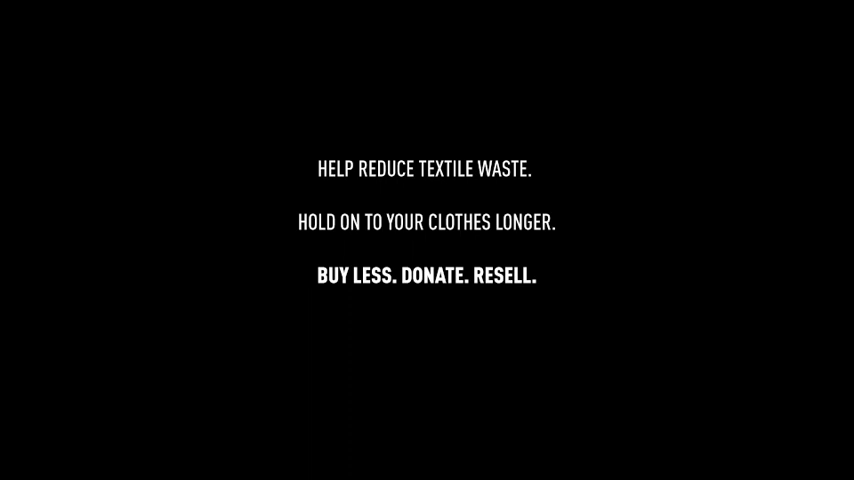 HELP REDUCE TEXTILE WASTE.
HOLD ON TO YOUR CLOTHES LONGER.
BUY LESS. DONATE. RESELL.